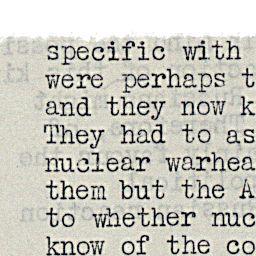 specific with
were perhaps t
and they now k
They had to as
nuclear warhea
them but the A
to whether nuc
know of the co